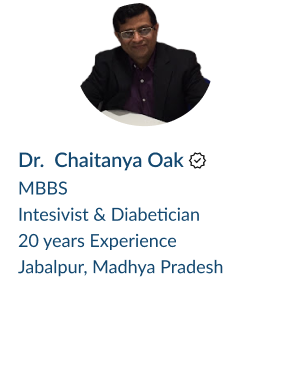 Dr. Chaitanya Oak
MBBS
Intesivist & Diabetician
20 years Experience
Jabalpur, Madhya Pradesh